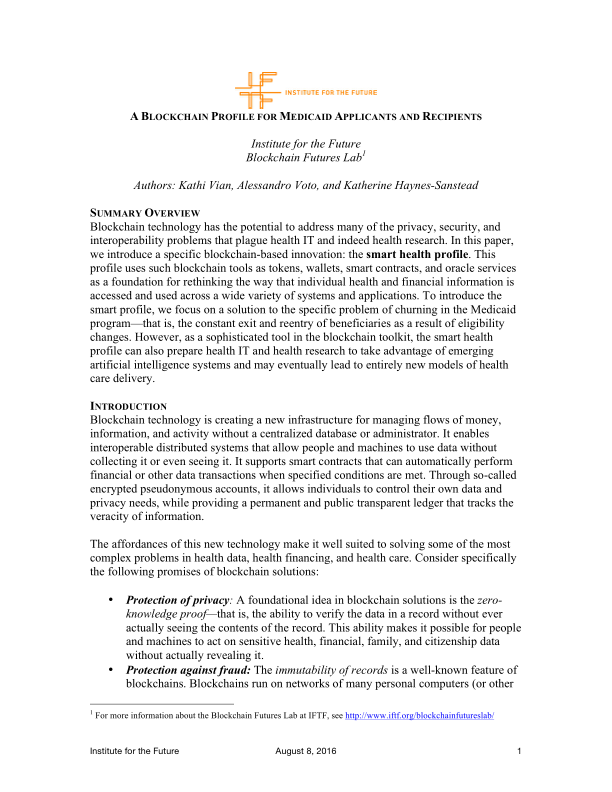 INSTITUTE FOR THE FUTURE
A BLOCKCHAIN PROFILE FOR MEDICAID APPLICANTS AND RECIPIENTS
Institute for the Future
Blockchain Futures Lab1
Authors: Kathi Vian, Alessandro Voto, and Katherine Haynes-Sanstead
SUMMARY OVERVIEW
Blockchain technology has the potential to address many of the privacy, security, and
interoperability problems that plague health IT and indeed health research. In this paper,
we introduce a specific blockchain-based innovation: the smart health profile. This
profile uses such blockchain tools as tokens, wallets, smart contracts, and oracle services
as a foundation for rethinking the way that individual health and financial information is
accessed and used across a wide variety of systems and applications. To introduce the
smart profile, we focus on a solution to the specific problem of churning in the Medicaid
program—that is, the constant exit and reentry of beneficiaries as a result of eligibility
changes. However, as a sophisticated tool in the blockchain toolkit, the smart health
profile can also prepare health IT and health research to take advantage of emerging
artificial intelligence systems and may eventually lead to entirely new models of health
care delivery.
INTRODUCTION
Blockchain technology is creating a new infrastructure for managing flows of money,
information, and activity without a centralized database or administrator. It enables
interoperable distributed systems that allow people and machines to use data without
collecting it or even seeing it. It supports smart contracts that can automatically perform
financial or other data transactions when specified conditions are met. Through so-called
encrypted pseudonymous accounts, it allows individuals to control their own data and
privacy needs, while providing a permanent and public transparent ledger that tracks the
veracity of information.
The affordances of this new technology make it well suited to solving some of the most
complex problems in health data, health financing, and health care. Consider specifically
the following promises of blockchain solutions:
• Protection of privacy: A foundational idea in blockchain solutions is the zero-
knowledge proof—that is, the ability to verify the data in a record without ever
actually seeing the contents of the record. This ability makes it possible for people
and machines to act on sensitive health, financial, family, and citizenship data
without actually revealing it.
• Protection against fraud: The immutability of records is a well-known feature of
blockchains. Blockchains run on networks of many personal computers (or other
1 For more information about the Blockchain Futures Lab at IFTF, see http://www.iftf.org/blockchainfutureslab/
Institute for the Future August 8, 2016 1